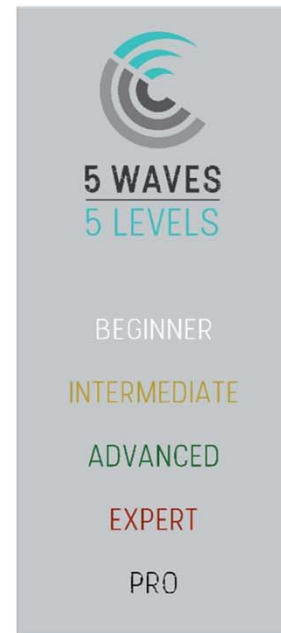 5 WAVES
5 LEVELS
BEGINNER
INTERMEDIATE
ADVANCED
EXPERT
PRO